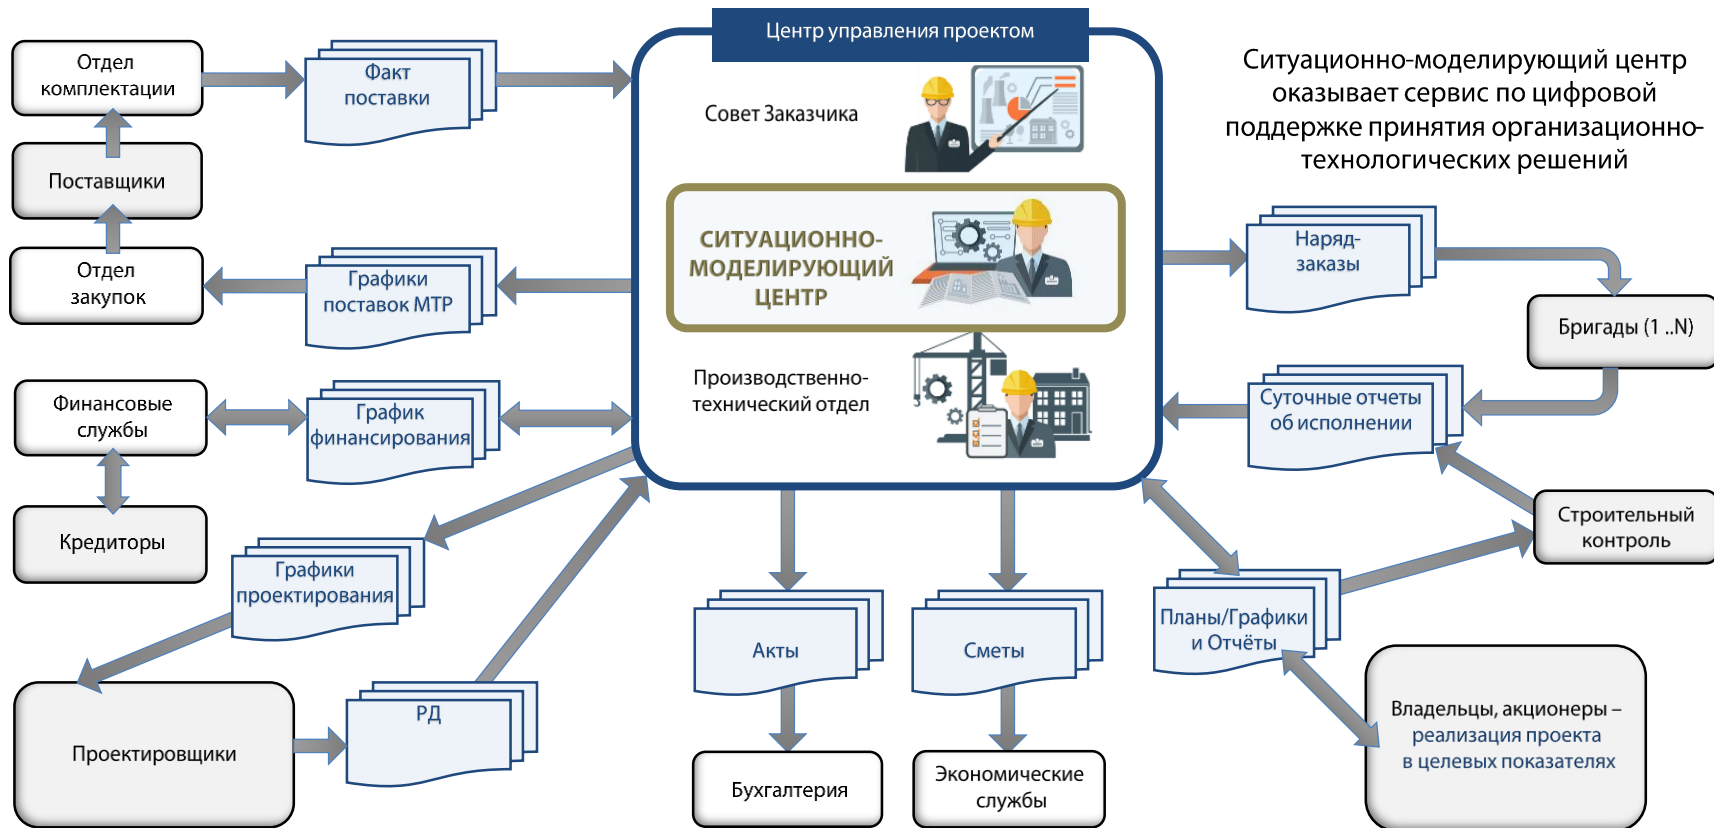 Центр управления проектом
Отдел
комплектации
Факт
поставки
Совет Заказчика
Ситуационно-моделирующий центр
оказывает сервис по цифровой
поддержке принятия организационно-
технологических решений
Поставщики
СИТУАЦИОННО-
МОДЕЛИРУЮЩИЙ
ЦЕНТР
Наряд-
заказы
Отдел
закупок
Графики
поставок МТР
Бригады (1 ..N)
Производственно-
технический отдел
Финансовые
службы
График
финансирования
Суточные отчеты
об исполнении
Кредиторы
Строительный
контроль
Графики
проектирования
Акты
Сметы
Планы/Графики
и Отчёты
Проектировщики
РД
Владельцы, акционеры –
реализация проекта
в целевых показателях
Бухгалтерия
Экономические
службы